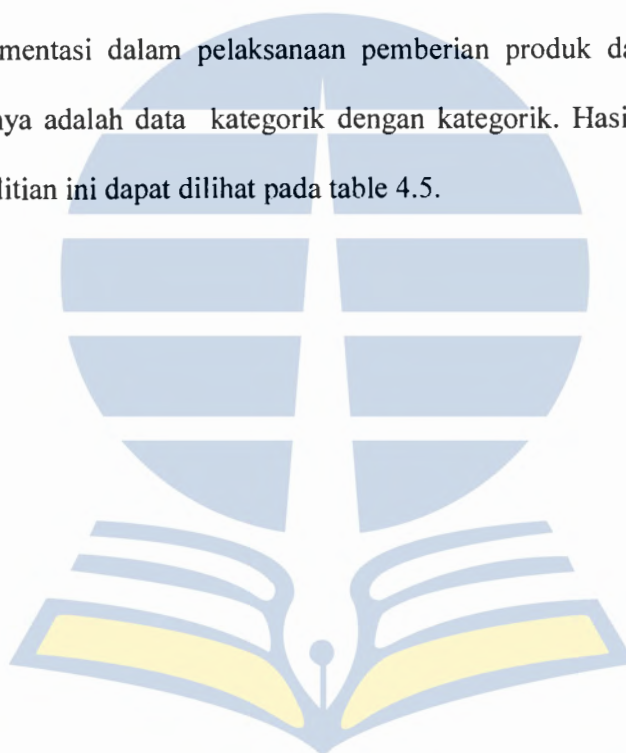 mentasi dalam pelaksanaan pemberian produk da
nya adalah data kategorik dengan kategorik. Hasi
litian ini dapat dilihat pada table 4.5.